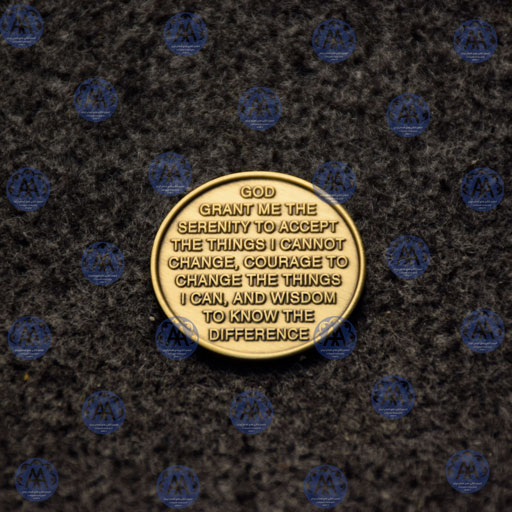 GOD
GRANT ME THE
SERENITY TO ACCEPT
THE THINGS I CANNOT
CHANGE, COURAGE TO
CHANGE THE THINGS
I CAN, AND WISDOM
TO KNOW THE
DIFFERENCE